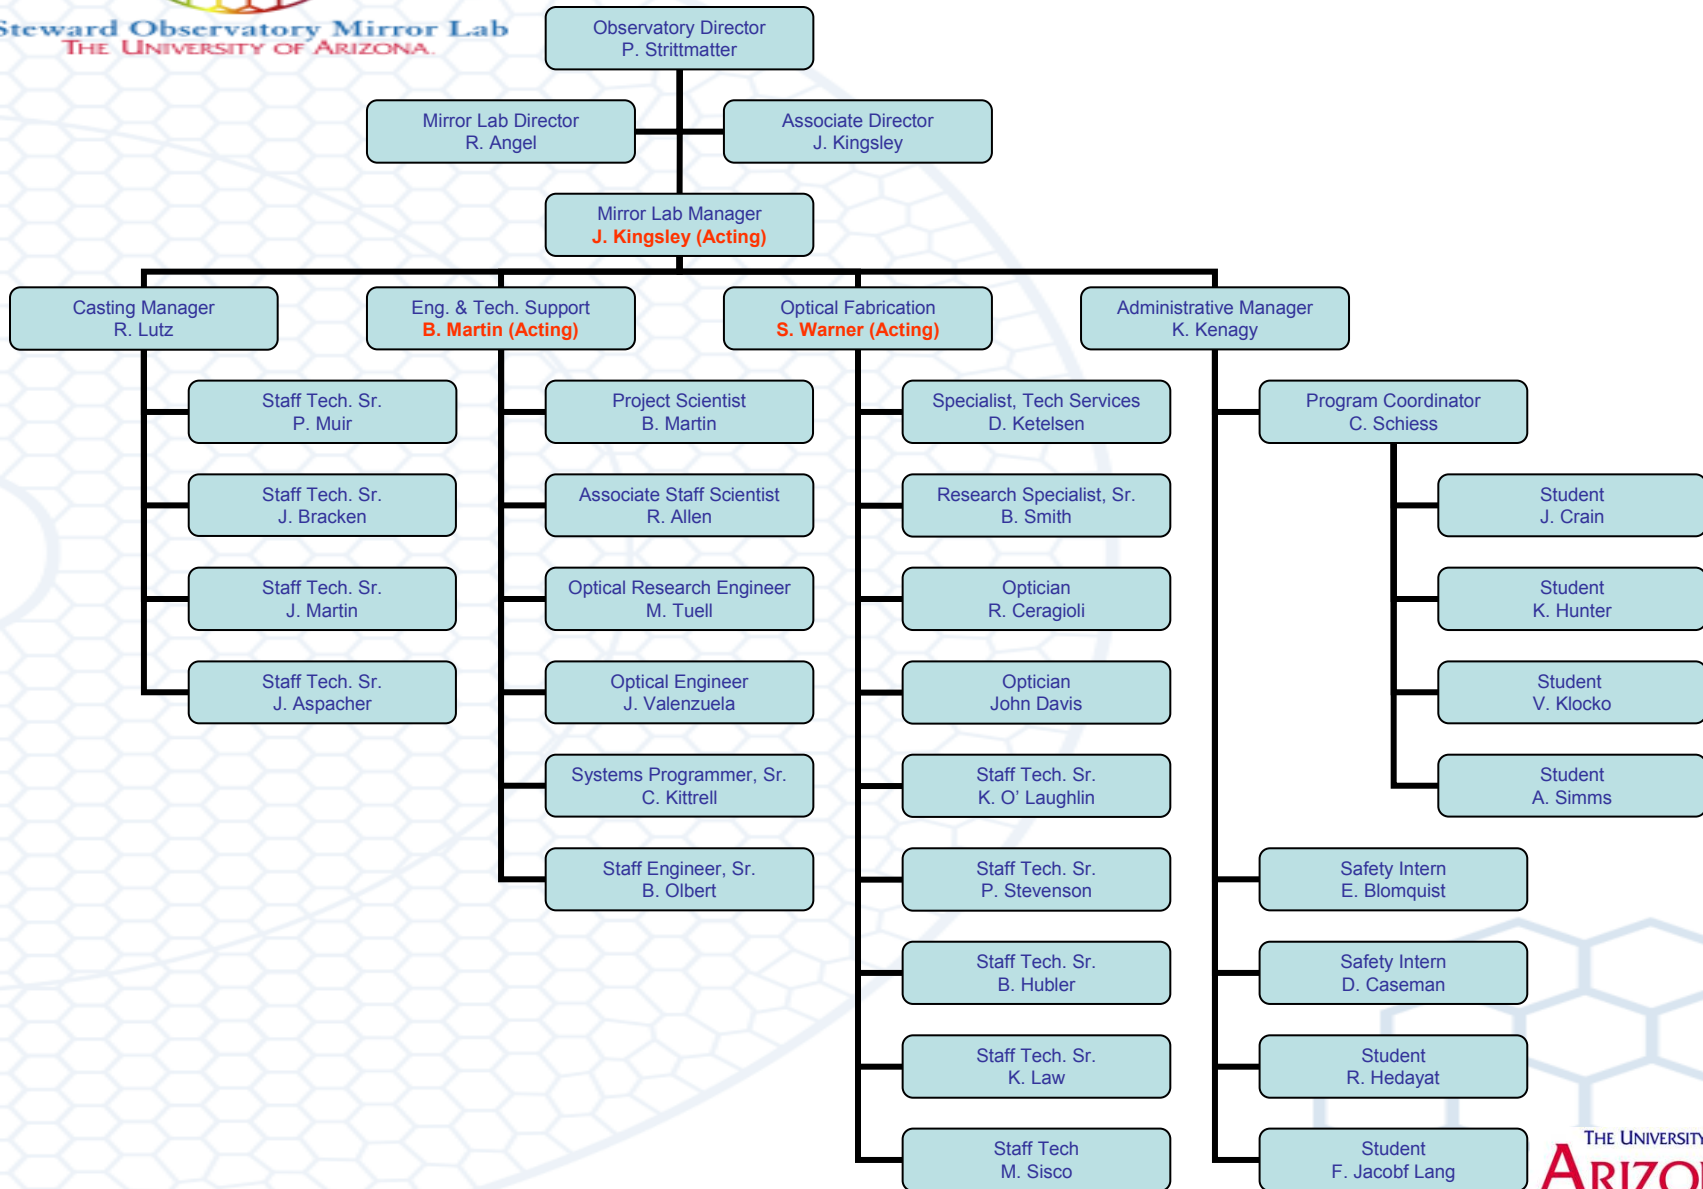 Steward Observatory Mirror Lab
THE UNIVERSITY OF ARIZONA.
Observatory Director
P. Strittmatter
Mirror Lab Director
R. Angel
Associate Director
J. Kingsley
Mirror Lab Manager
J. Kingsley (Acting)
Casting Manager
R. Lutz
Eng. & Tech. Support
B. Martin (Acting)
Optical Fabrication
S. Warner (Acting)
Administrative Manager
K. Kenagy
Staff Tech. Sr.
P. Muir
Staff Tech. Sr.
J. Bracken
Staff Tech. Sr.
J. Martin
Staff Tech. Sr.
J. Aspacher
Project Scientist
B. Martin
Associate Staff Scientist
R. Allen
Optical Research Engineer
M. Tuell
Optical Engineer
J. Valenzuela
Systems Programmer, Sr.
C. Kittrell
Staff Engineer, Sr.
B. Olbert
Specialist, Tech Services
D. Ketelsen
Research Specialist, Sr.
B. Smith
Optician
R. Ceragioli
Optician
John Davis
Staff Tech. Sr.
K. O' Laughlin
Staff Tech. Sr.
P. Stevenson
Staff Tech. Sr.
B. Hubler
Staff Tech. Sr.
K. Law
Staff Tech
M. Sisco
Program Coordinator
C. Schiess
Student
J. Crain
Student
K. Hunter
Student
V. Klocko
Student
A. Simms
Safety Intern
E. Blomquist
Safety Intern
D. Caseman
Student
R. Hedayat
Student
F. Jacobf Lang
THE UNIVERSITY
ARIZO